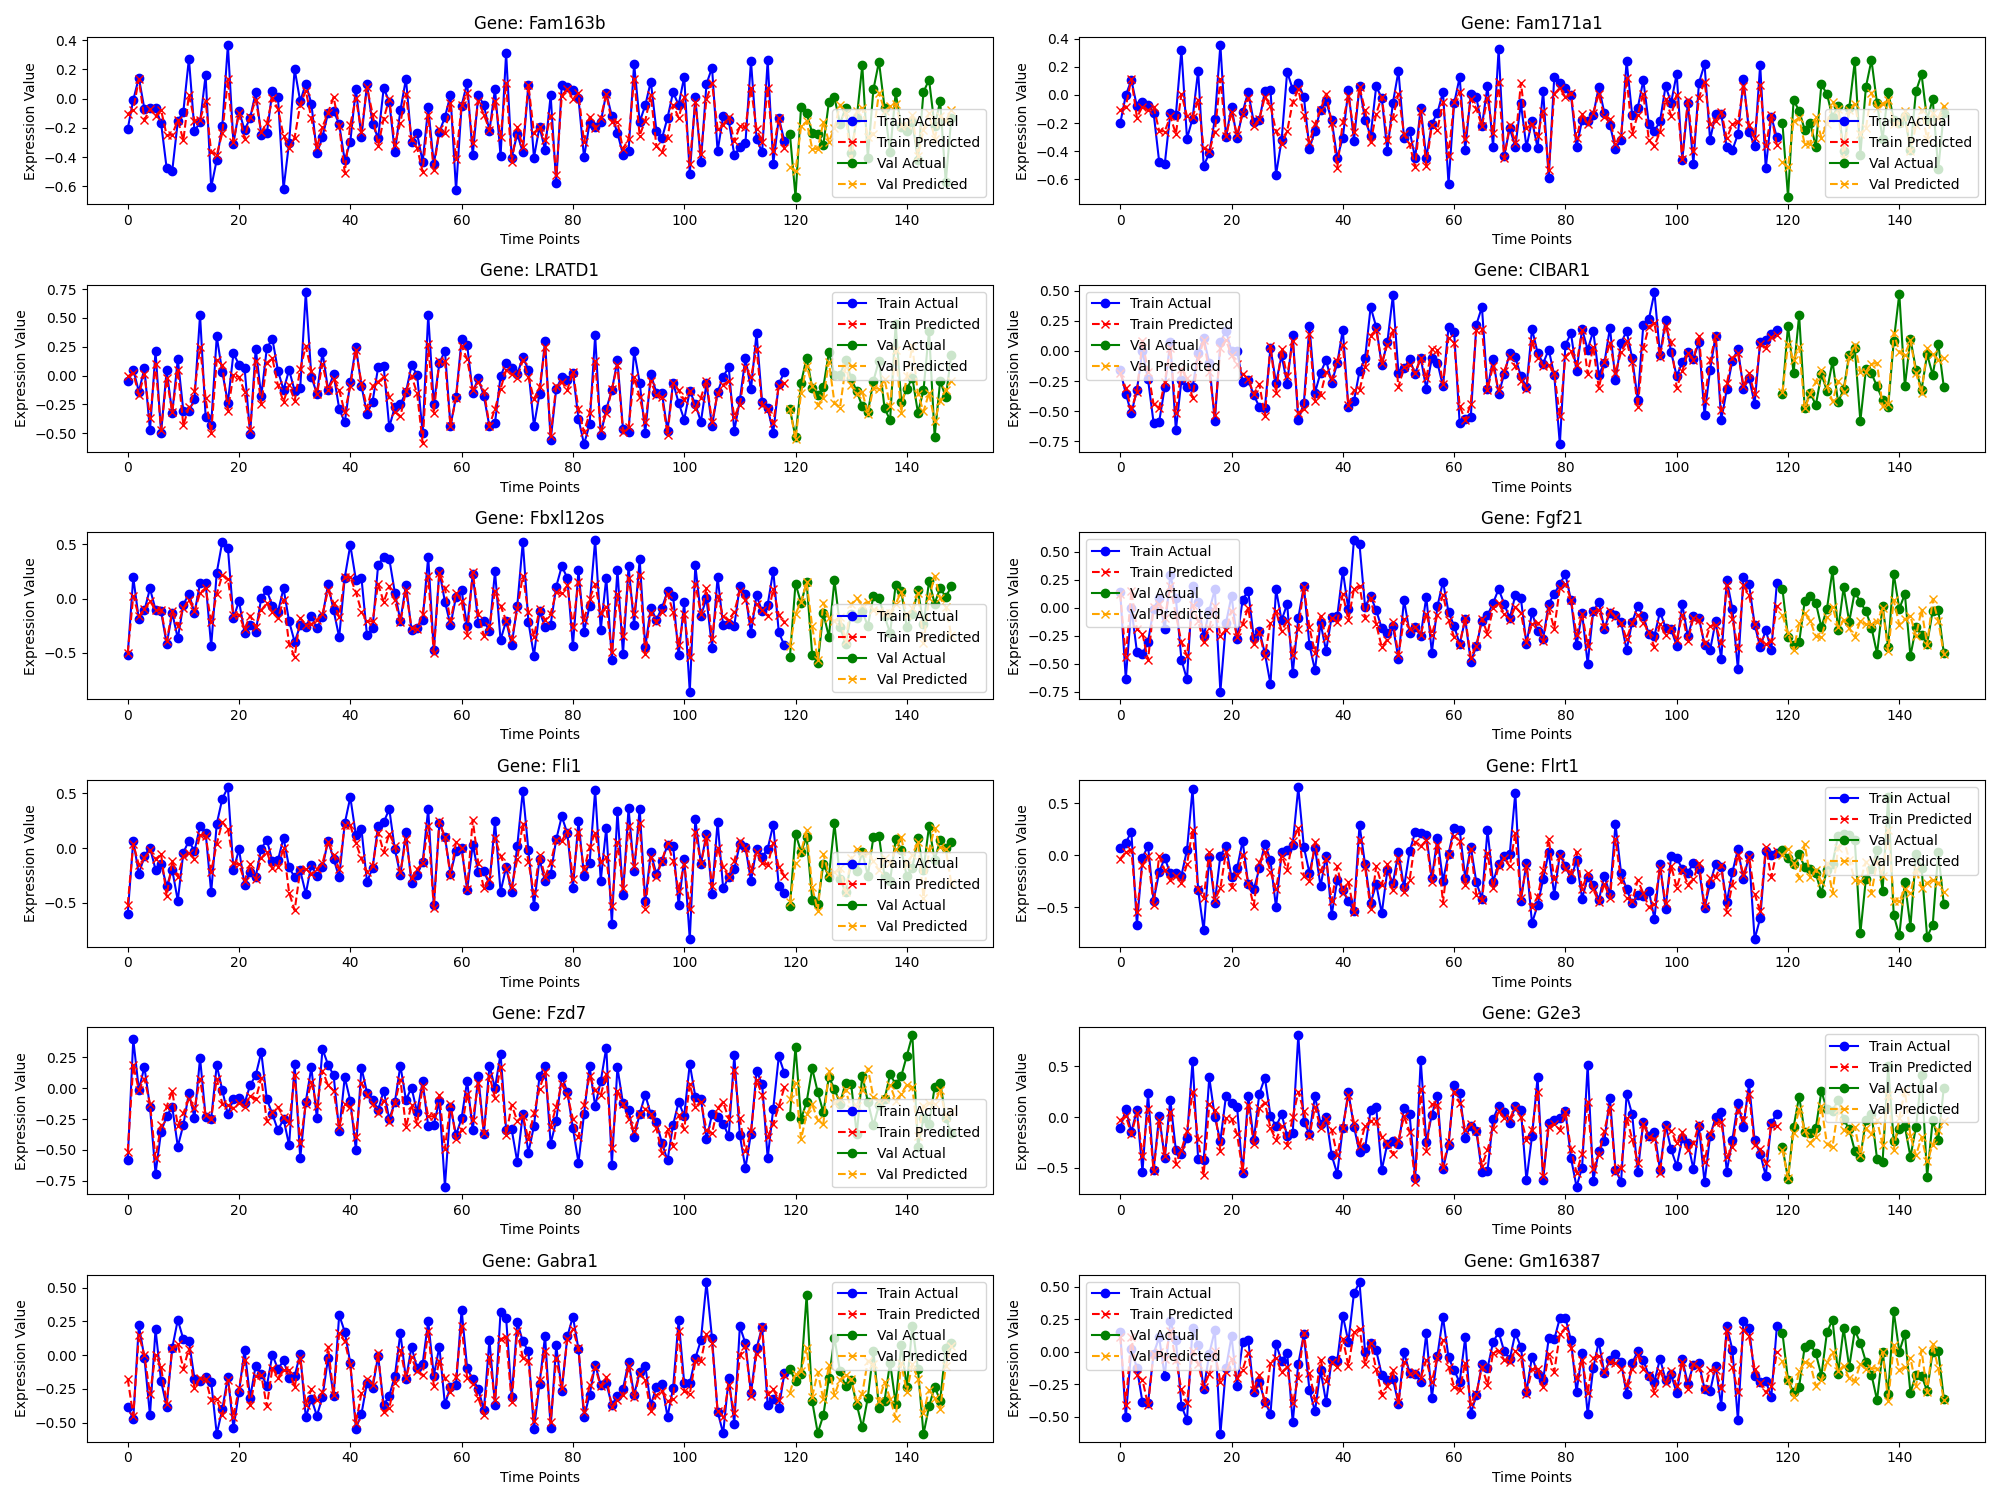 Gene: Fam163b
Expression Value
0.4
0.2
0.0
−0.2
−0.4
−0.6
0 20 40 60 80 100 120 140
Time Points
Train Actual
Train Predicted
Val Actual
Val Predicted
Gene: Fam171a1
Expression Value
0.4
0.2
0.0
−0.2
−0.4
−0.6
0 20 40 60 80 100 120 140
Time Points
Train Actual
Train Predicted
Val Actual
Val Predicted
Gene: LRATD1
Expression Value
0.75
0.50
0.25
0.00
−0.25
−0.50
0 20 40 60 80 100 120 140
Time Points
Train Actual
Train Predicted
Val Actual
Val Predicted
Gene: CIBAR1
Expression Value
0.50
0.25
0.00
−0.25
−0.50
−0.75
0 20 40 60 80 100 120 140
Time Points
Train Actual
Train Predicted
Val Actual
Val Predicted
Gene: Fbxl12os
Expression Value
0.5
0.0
−0.5
0 20 40 60 80 100 120 140
Time Points
Train Actual
Train Predicted
Val Actual
Val Predicted
Gene: Fgf21
Expression Value
0.50
0.25
0.00
−0.25
−0.50
−0.75
0 20 40 60 80 100 120 140
Time Points
Train Actual
Train Predicted
Val Actual
Val Predicted
Gene: Fli1
Expression Value
0.5
0.0
−0.5
0 20 40 60 80 100 120 140
Time Points
Train Actual
Train Predicted
Val Actual
Val Predicted
Gene: Flrt1
Expression Value
0.5
0.0
−0.5
0 20 40 60 80 100 120 140
Time Points
Train Actual
Train Predicted
Val Actual
Val Predicted
Gene: Fzd7
Expression Value
0.25
0.00
−0.25
−0.50
−0.75
0 20 40 60 80 100 120 140
Time Points
Train Actual
Train Predicted
Val Actual
Val Predicted
Gene: G2e3
Expression Value
0.5
0.0
−0.5
0 20 40 60 80 100 120 140
Time Points
Train Actual
Train Predicted
Val Actual
Val Predicted
Gene: Gabra1
Expression Value
0.50
0.25
0.00
−0.25
−0.50
0 20 40 60 80 100 120 140
Time Points
Train Actual
Train Predicted
Val Actual
Val Predicted
Gene: Gm16387
Expression Value
0.50
0.25
0.00
−0.25
−0.50
0 20 40 60 80 100 120 140
Time Points
Train Actual
Train Predicted
Val Actual
Val Predicted